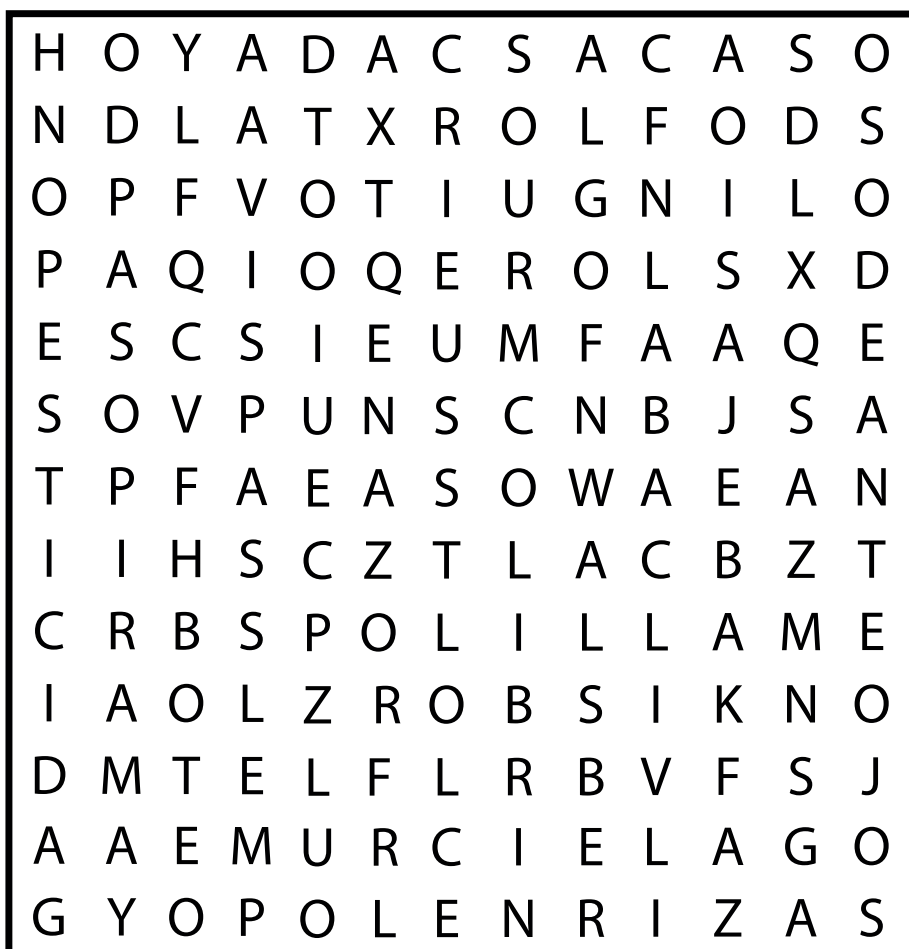 H O Y A D A C S A C A S O
N D L A T X R O L F O D S
O P F V O T I U G N I L O
P A Q I O Q E R O L S X D
E S C S I E U M F A A Q E
S O V P U N S C N B J S A
T P F A E A S O W A E A N
I I H S C Z T L A C B Z T
C R B S P O L I L L A M E
I A O L Z R O B S I K N O
D M T E L F L R B V F S J
A A E M U R C I E L A G O
G Y O P O L E N R I Z A S